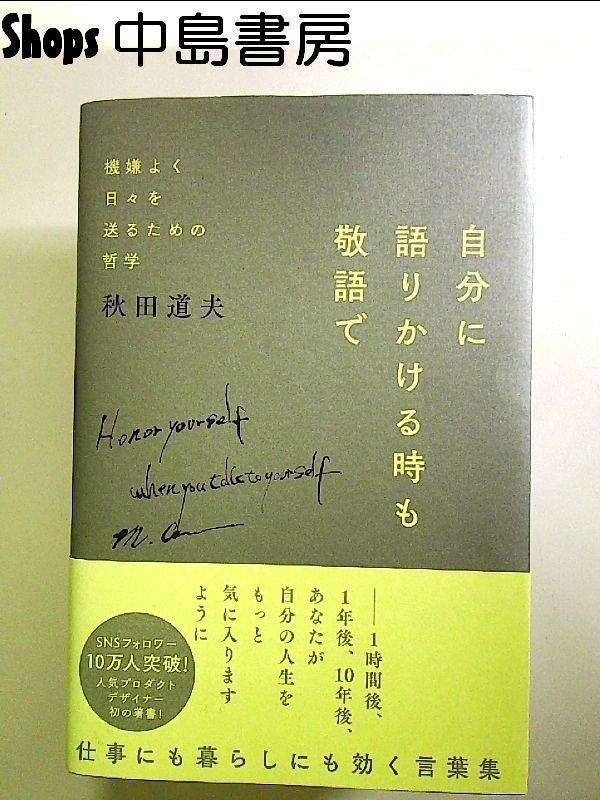 Shops 中島書房
自分に
語りかける時も
敬語で
機嫌よく
日々を
送るための
哲学
秋田道夫
Honor yourself
when you talk to yourself
——1時間後、
1年後、10年後、
あなたが
自分の人生を
もっと
気に入ります
ように
SNSフォロワー
10万人突破!
人気プロダクト
デザイナー
初の著書!
仕事にも暮らしにも効く言葉集